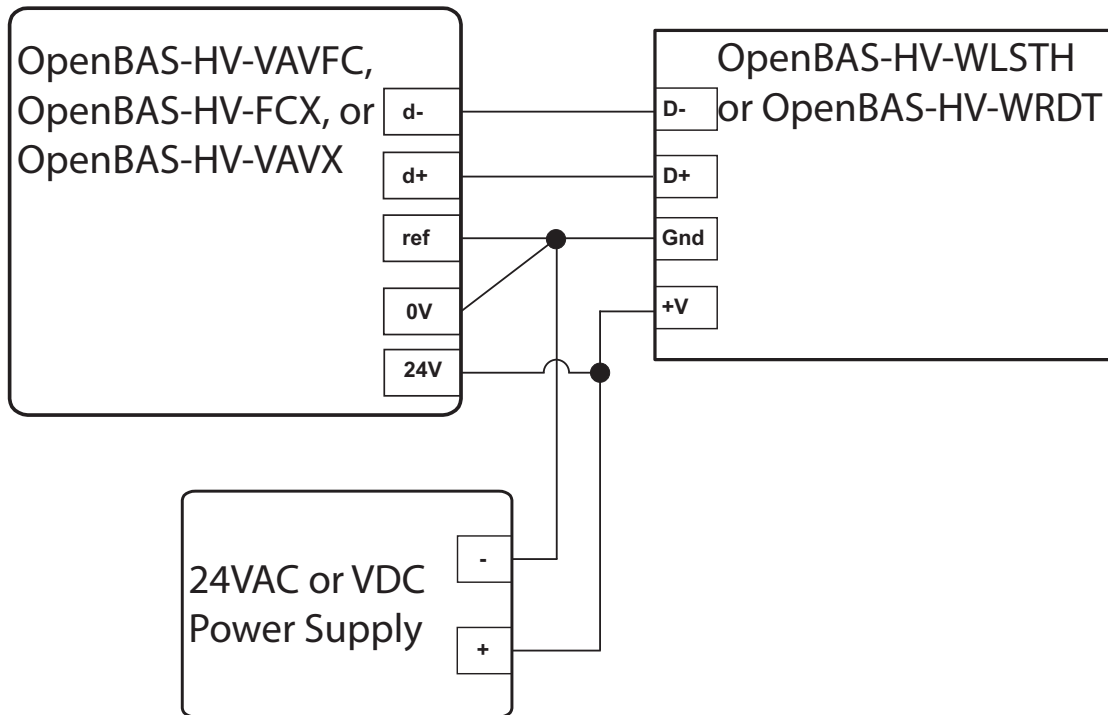 OpenBAS-HV-VAVFC,
OpenBAS-HV-FCX, or
OpenBAS-HV-VAVX
d-
d+
ref
0V
24V
OpenBAS-HV-WLSTH
or OpenBAS-HV-WRDT
D-
D+
Gnd
+V
24VAC or VDC
Power Supply
-
+